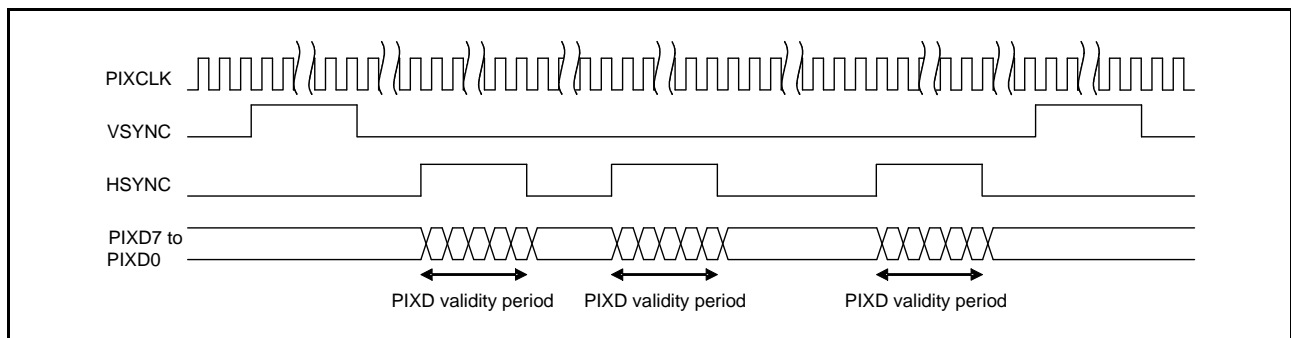 PIXCLK
VSYNC
HSYNC
PIXD7 to
PIXD0
PIXD validity period
PIXD validity period
PIXD validity period